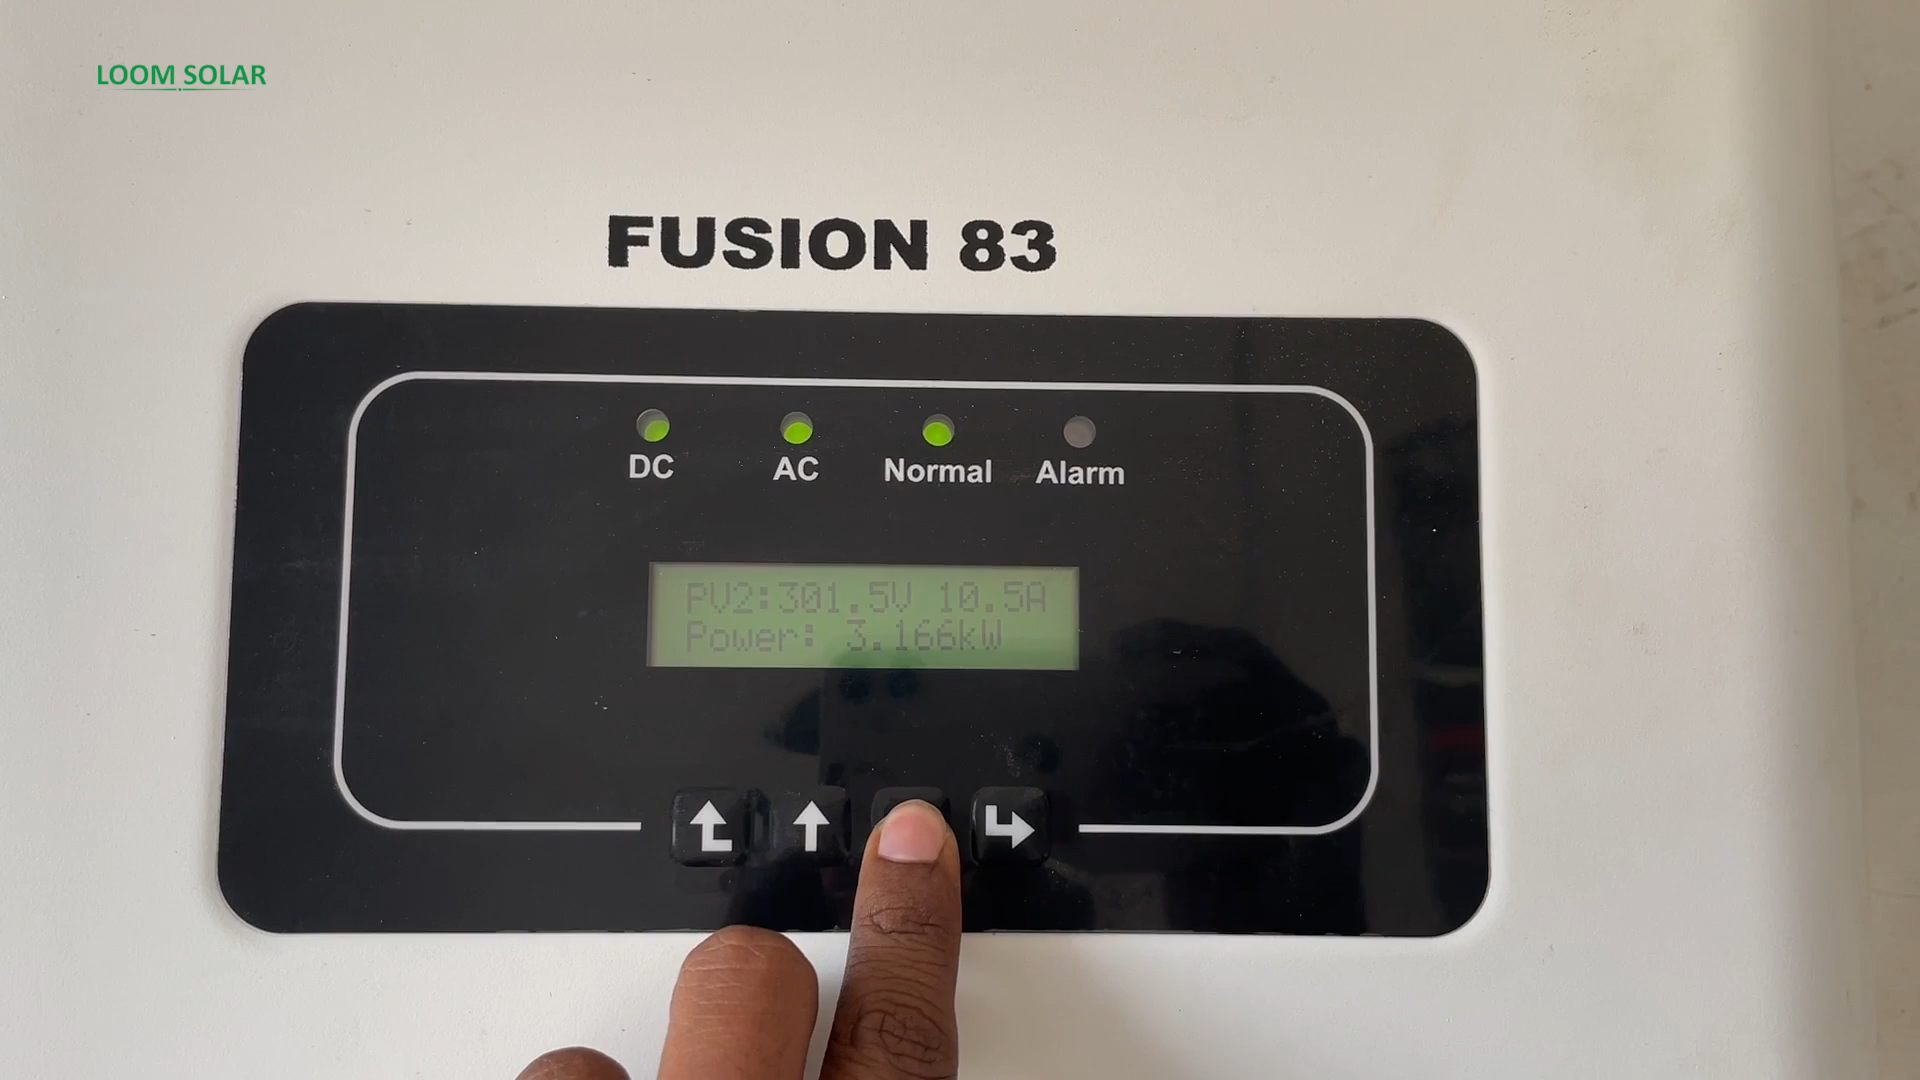 LOOM SOLAR
FUSION 83
DC AC Normal Alarm
PV2:301.5V 10.5A
Power: 3.166kW